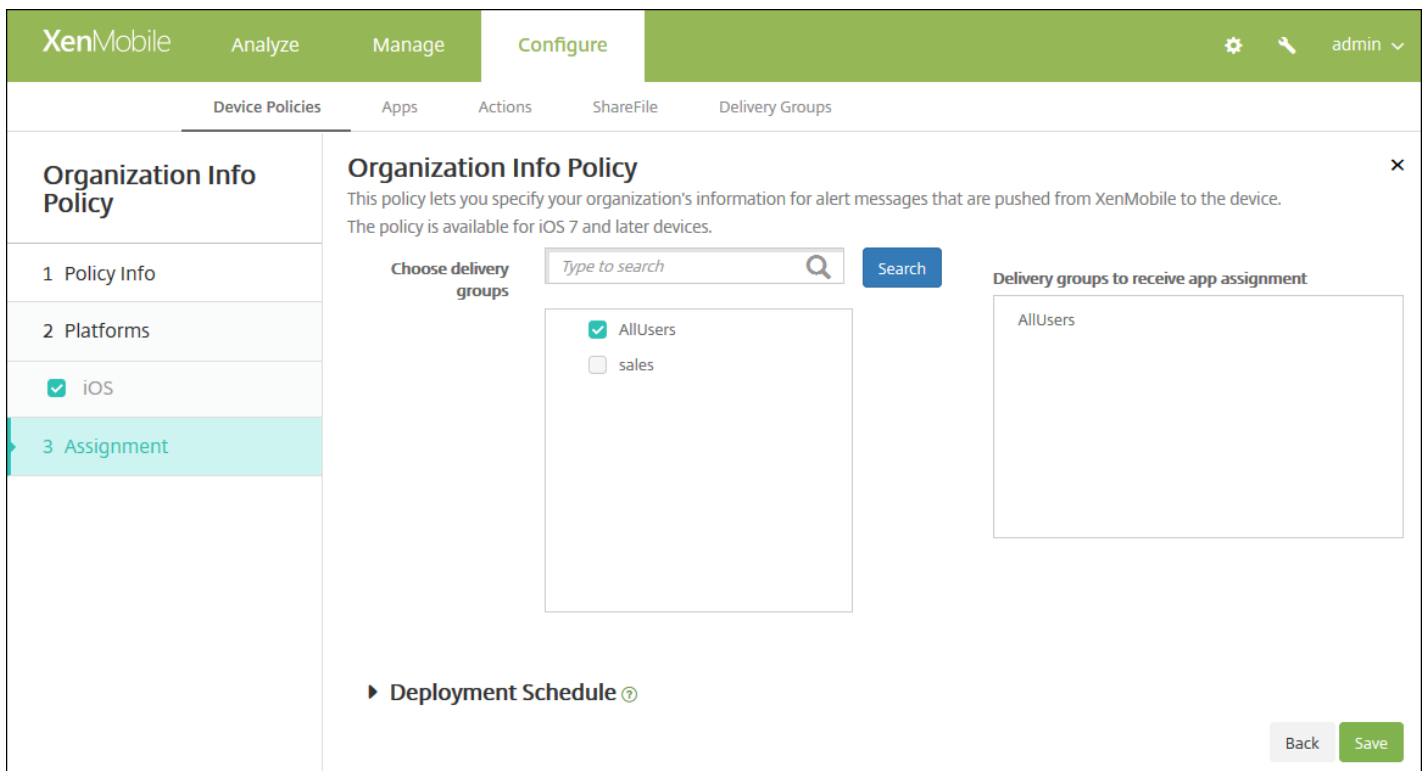 XenMobile Analyze Manage Configure admin
Device Policies Apps Actions ShareFile Delivery Groups
Organization Info
Policy
1 Policy Info
2 Platforms
iOS
3 Assignment
Organization Info Policy
This policy lets you specify your organization's information for alert messages that are pushed from XenMobile to the device.
The policy is available for iOS 7 and later devices.
Choose delivery
groups
Type to search
Search
AllUsers
sales
Delivery groups to receive app assignment
AllUsers
Deployment Schedule ?
Back Save